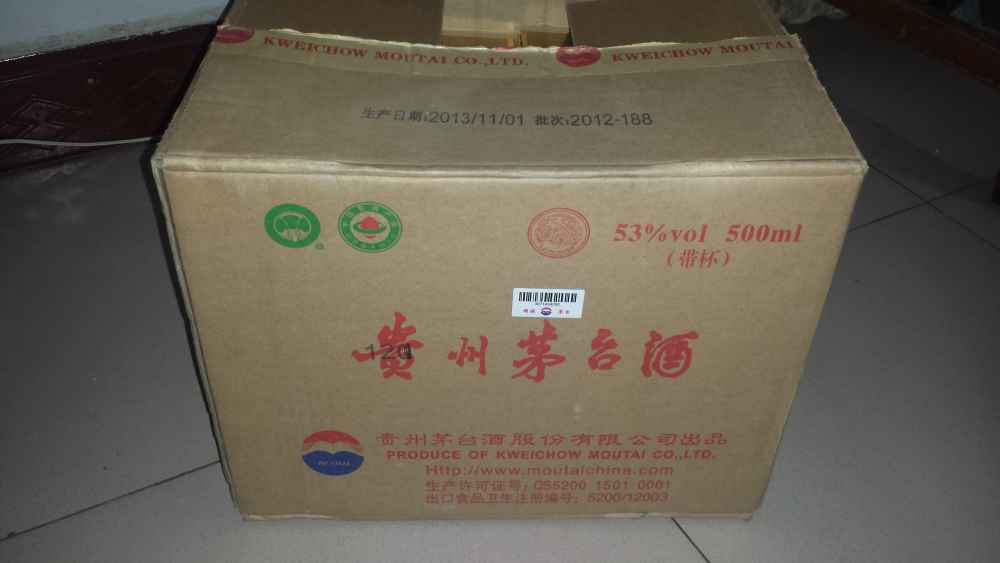 KWEICHOW MOUTAI CO.,LTD.
KWEICHOW MOUTAI
生产日期:2013/11/01 批次:2012-188
53%vol 500ml
(带杯)
120
贵州茅台酒
贵州茅台酒股份有限公司出品
PRODUCE OF KWEICHOW MOUTAI CO.,LTD.
Http://www.moutaichina.com
生产许可证号: QS5200 1501 0001
出口食品卫生注册编号: 5200/12003